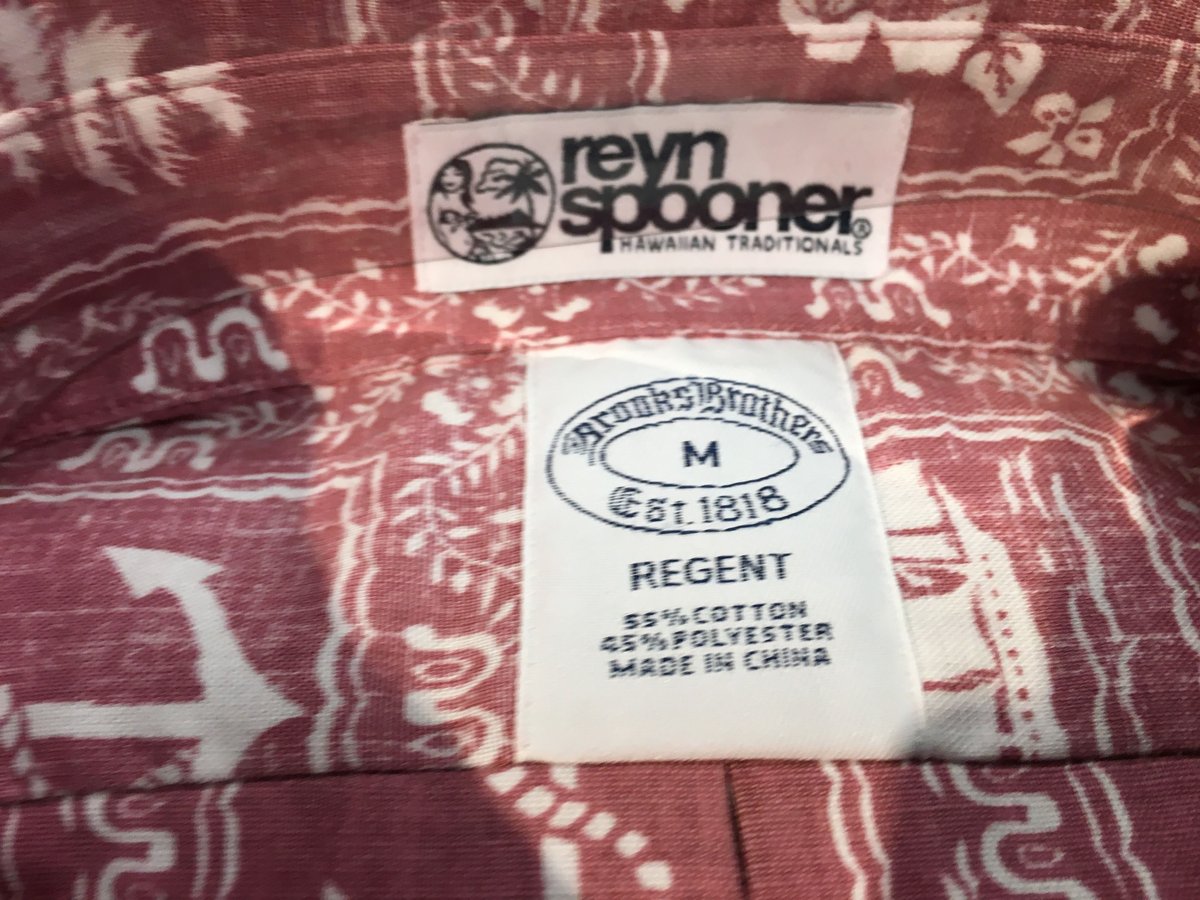 reyn
spooner®
HAWAIIAN TRADITIONALS
Brooks Brothers
M
Est. 1818
REGENT
55% COTTON
45% POLYESTER
MADE IN CHINA